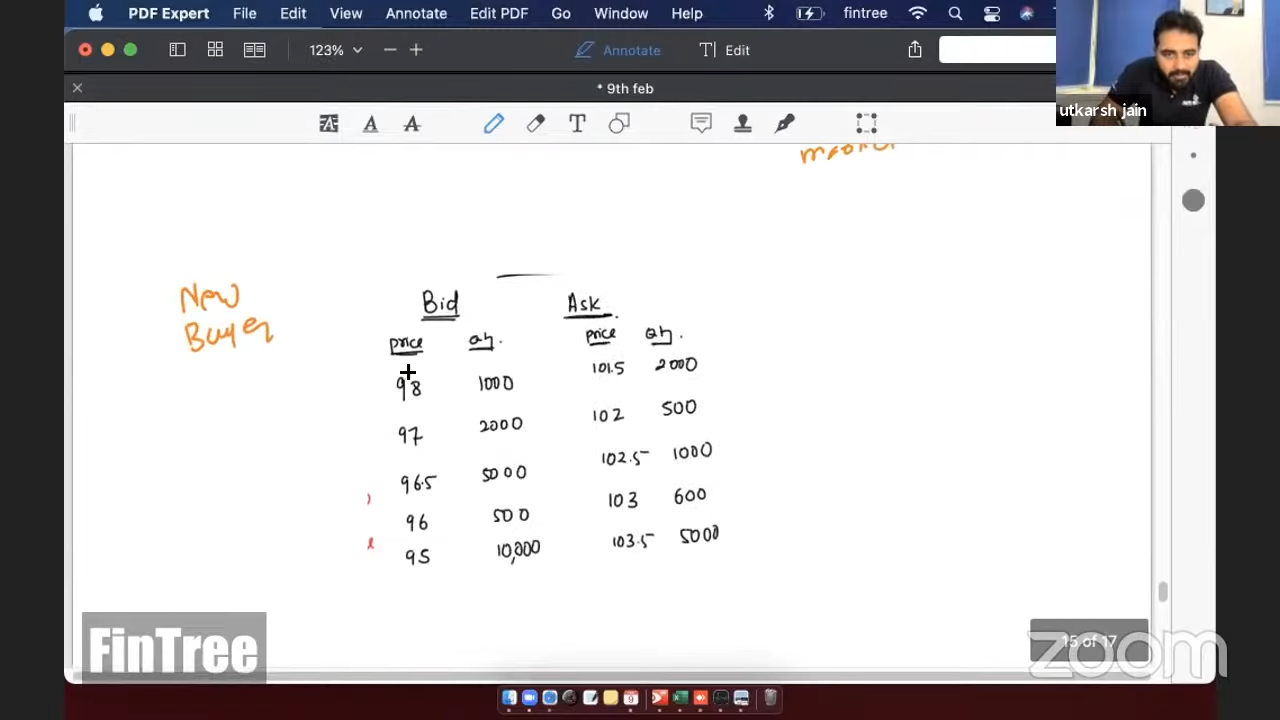 PDF Expert File Edit View Annotate Edit PDF Go Window Help fintree
123% Annotate Edit
* 9th feb
utkarsh jain
New
Buyer
Bid Ask
price qty. price qty.
98 1000 101.5 2000
97 2000 102 500
96.5 5000 102.5 1000
96 500 103 600
95 10,000 103.5 5000
15 of 17
FinTree
zoom